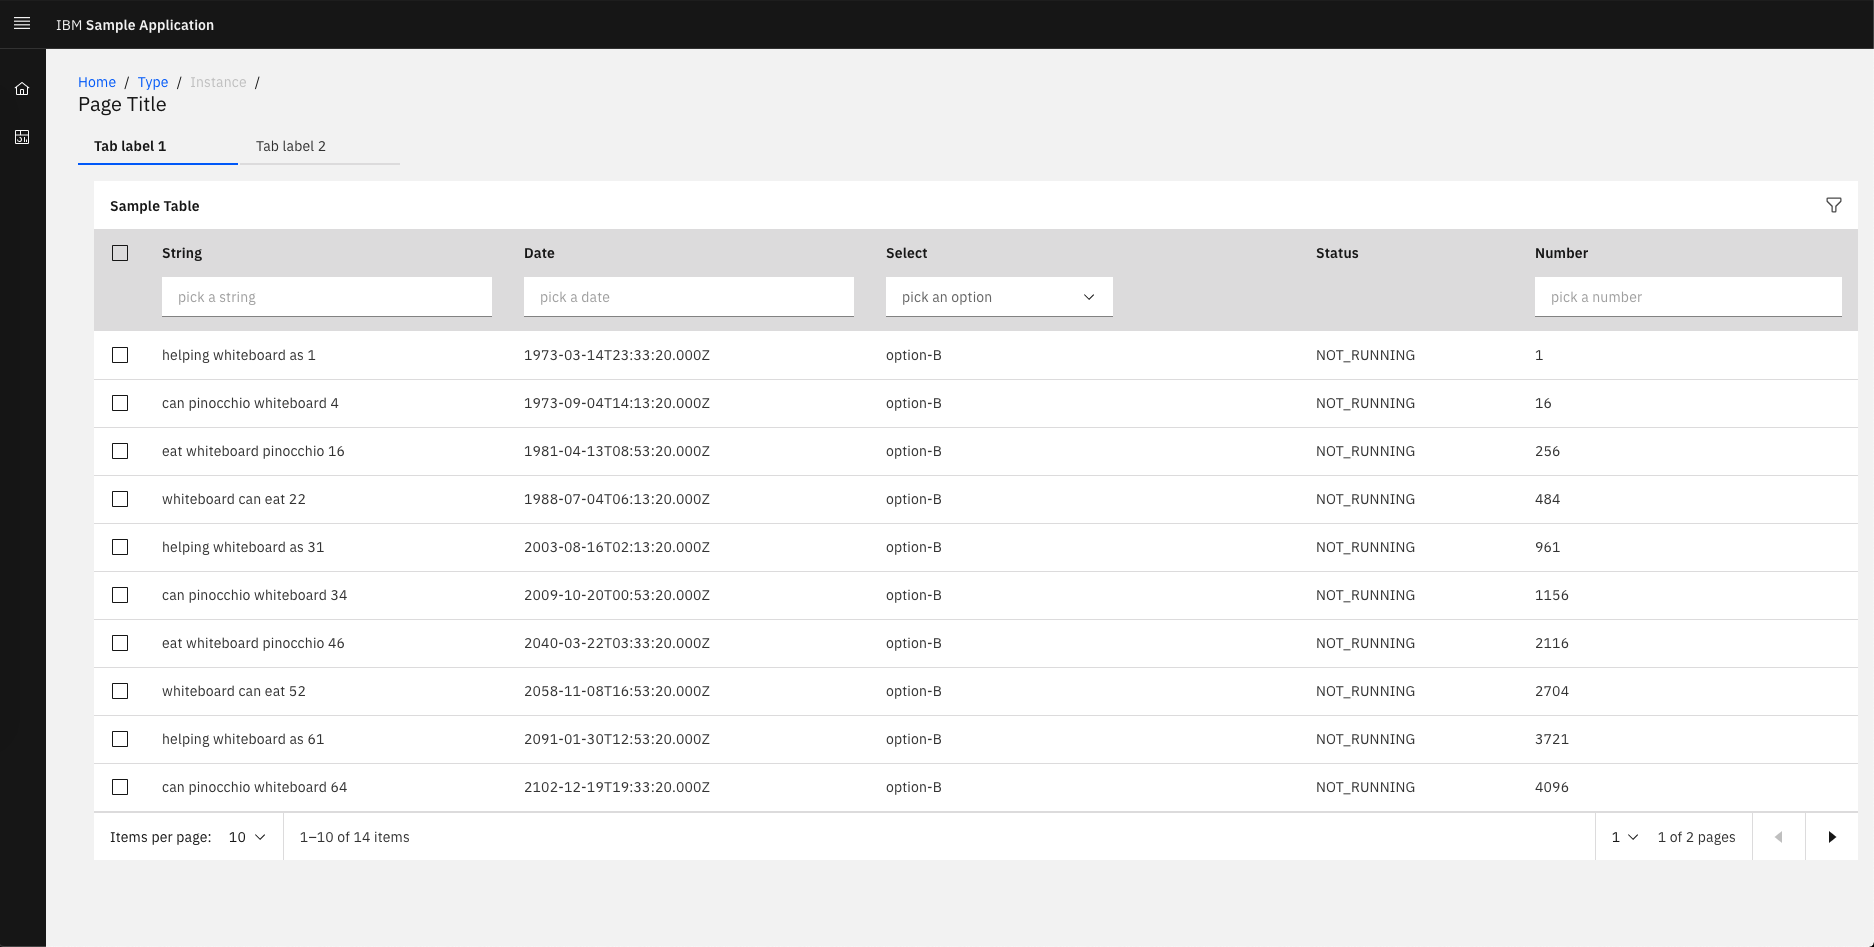 IBM Sample Application
Home / Type / Instance /
Page Title
Tab label 1 Tab label 2
Sample Table
String Date Select Status Number
pick a string pick a date pick an option pick a number
helping whiteboard as 1 1973-03-14T23:33:20.000Z option-B NOT_RUNNING 1
can pinocchio whiteboard 4 1973-09-04T14:13:20.000Z option-B NOT_RUNNING 16
eat whiteboard pinocchio 16 1981-04-13T08:53:20.000Z option-B NOT_RUNNING 256
whiteboard can eat 22 1988-07-04T06:13:20.000Z option-B NOT_RUNNING 484
helping whiteboard as 31 2003-08-16T02:13:20.000Z option-B NOT_RUNNING 961
can pinocchio whiteboard 34 2009-10-20T00:53:20.000Z option-B NOT_RUNNING 1156
eat whiteboard pinocchio 46 2040-03-22T03:33:20.000Z option-B NOT_RUNNING 2116
whiteboard can eat 52 2058-11-08T16:53:20.000Z option-B NOT_RUNNING 2704
helping whiteboard as 61 2091-01-30T12:53:20.000Z option-B NOT_RUNNING 3721
can pinocchio whiteboard 64 2102-12-19T19:33:20.000Z option-B NOT_RUNNING 4096
Items per page: 10 1–10 of 14 items 1 1 of 2 pages